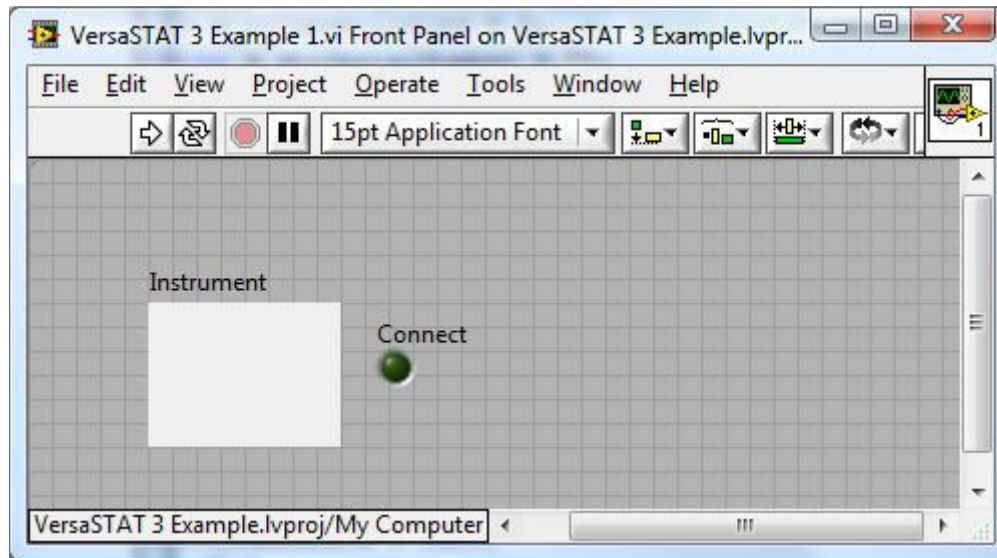 VersaSTAT 3 Example 1.vi Front Panel on VersaSTAT 3 Example.lvpr...
File Edit View Project Operate Tools Window Help
15pt Application Font
1
Instrument
Connect
VersaSTAT 3 Example.lvproj/My Computer